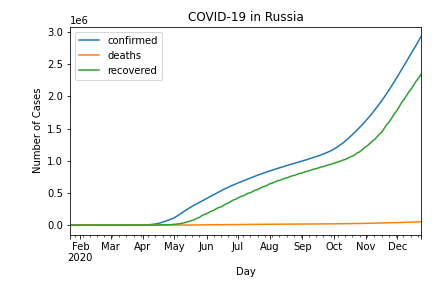 COVID-19 in Russia
1e6
confirmed
deaths
recovered
Number of Cases
3.0
2.5
2.0
1.5
1.0
0.5
0.0
Feb Mar Apr May Jun Jul Aug Sep Oct Nov Dec
2020
Day